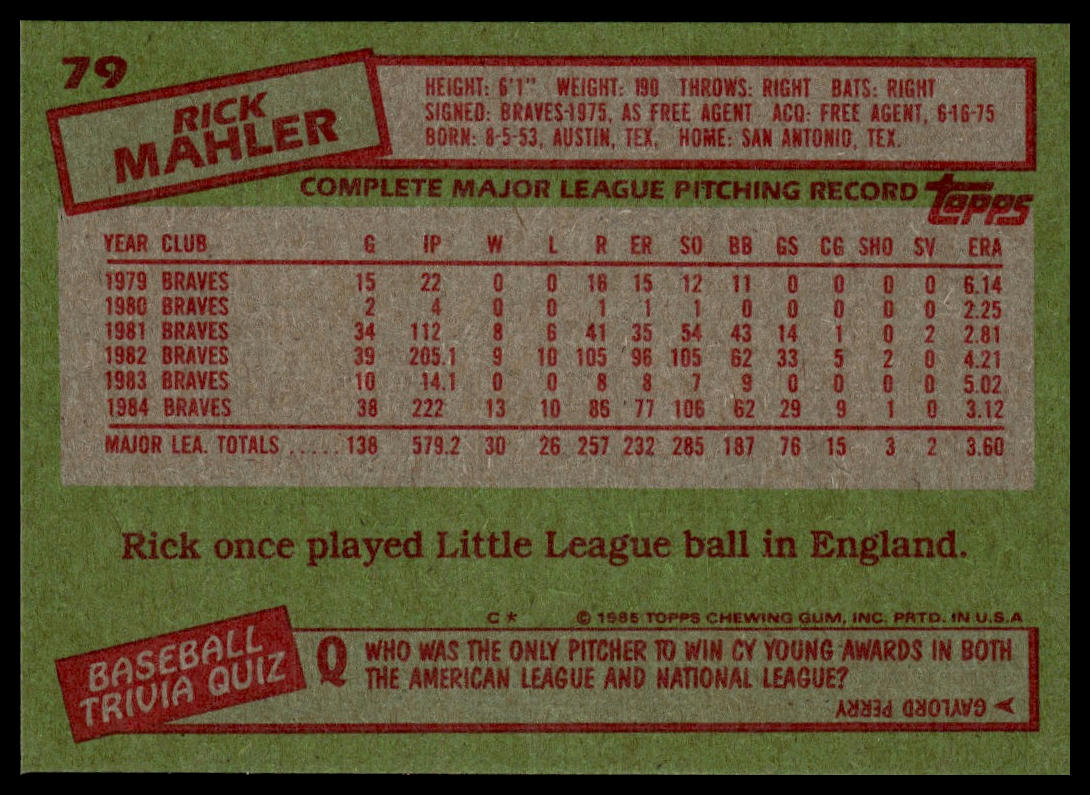 79
RICK
MAHLER
HEIGHT: 6'1" WEIGHT: 190 THROWS: RIGHT BATS: RIGHT
SIGNED: BRAVES-1975, AS FREE AGENT ACQ: FREE AGENT, 6-16-75
BORN: 8-5-53, AUSTIN, TEX. HOME: SAN ANTONIO, TEX.
COMPLETE MAJOR LEAGUE PITCHING RECORD topps
YEAR CLUB G IP W L R ER SO BB GS CG SHO SV ERA
1979 BRAVES 15 22 0 0 16 15 12 11 0 0 0 0 6.14
1980 BRAVES 2 4 0 0 1 1 1 0 0 0 0 0 2.25
1981 BRAVES 34 112 8 6 41 35 54 43 14 1 0 2 2.81
1982 BRAVES 39 205.1 9 10 105 96 105 62 33 5 2 0 4.21
1983 BRAVES 10 14.1 0 0 8 8 7 9 0 0 0 0 5.02
1984 BRAVES 38 222 13 10 86 77 106 62 29 9 1 0 3.12
MAJOR LEA. TOTALS ..... 138 579.2 30 26 257 232 285 187 76 15 3 2 3.60
Rick once played Little League ball in England.
C* © 1985 TOPPS CHEWING GUM, INC. PRTD. IN U.S.A
BASEBALL
TRIVIA QUIZ
Q WHO WAS THE ONLY PITCHER TO WIN CY YOUNG AWARDS IN BOTH
THE AMERICAN LEAGUE AND NATIONAL LEAGUE?
GAYLORD PERRY